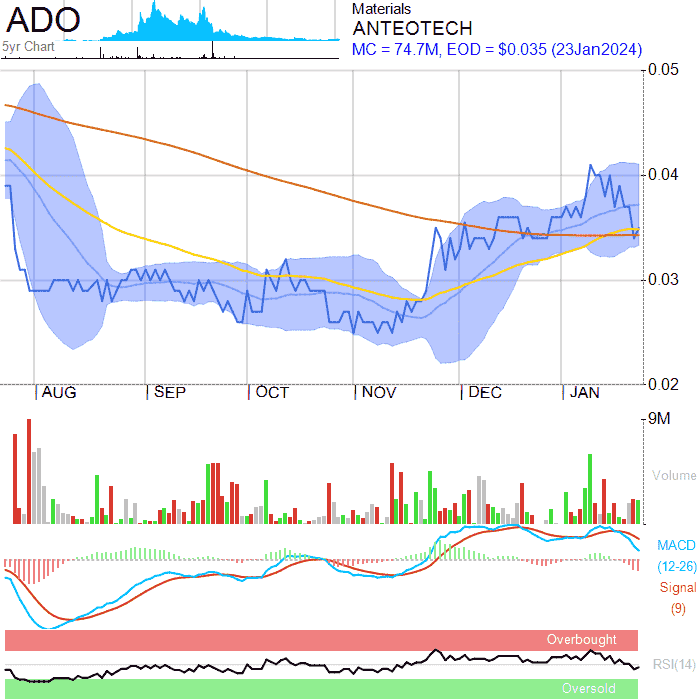 ADO
5yr Chart
Materials
ANTEOTECH
MC = 74.7M, EOD = $0.035 (23Jan2024)
0.05
0.04
0.03
0.02
AUG SEP OCT NOV DEC JAN
9M
Volume
MACD
(12-26)
Signal
(9)
Overbought
RSI(14)
Oversold